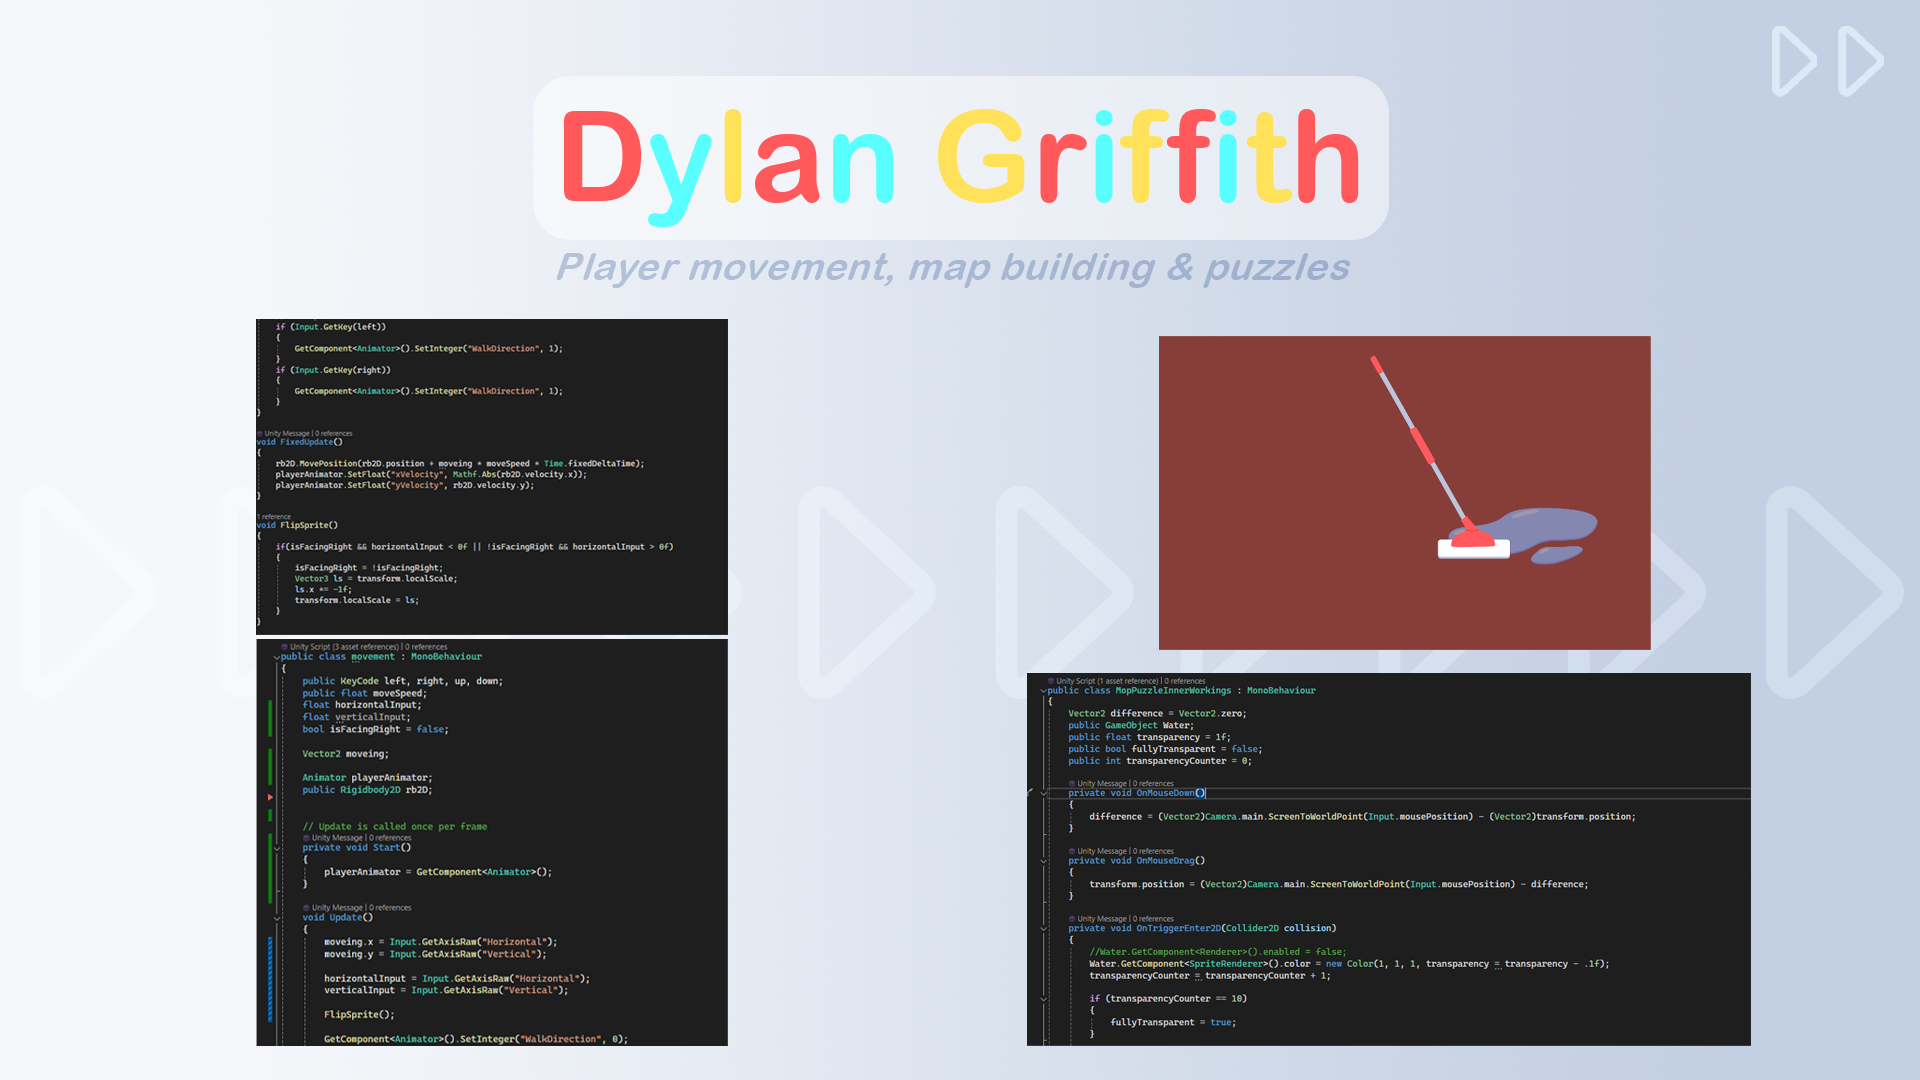 Dylan Griffith
Player movement, map building & puzzles
if (Input.GetKey(left))
{
GetComponent<Animator>().SetInteger("WalkDirection", 1);
}
if (Input.GetKey(right))
{
GetComponent<Animator>().SetInteger("WalkDirection", 1);
}
}
Unity Message | 0 references
void FixedUpdate()
{
rb2D.MovePosition(rb2D.position + moveing * moveSpeed * Time.fixedDeltaTime);
playerAnimator.SetFloat("xVelocity", Mathf.Abs(rb2D.velocity.x));
playerAnimator.SetFloat("yVelocity", rb2D.velocity.y);
}
1 reference
void FlipSprite()
{
if(isFacingRight && horizontalInput < 0f || !isFacingRight && horizontalInput > 0f)
{
isFacingRight = !isFacingRight;
Vector3 ls = transform.localScale;
ls.x *= -1f;
transform.localScale = ls;
}
}
Unity Script (3 asset references) | 0 references
public class movement : MonoBehaviour
{
public KeyCode left, right, up, down;
public float moveSpeed;
float horizontalInput;
float verticalInput;
bool isFacingRight = false;
Vector2 moveing;
Animator playerAnimator;
public Rigidbody2D rb2D;
// Update is called once per frame
Unity Message | 0 references
private void Start()
{
playerAnimator = GetComponent<Animator>();
}
Unity Message | 0 references
void Update()
{
moveing.x = Input.GetAxisRaw("Horizontal");
moveing.y = Input.GetAxisRaw("Vertical");
horizontalInput = Input.GetAxisRaw("Horizontal");
verticalInput = Input.GetAxisRaw("Vertical");
FlipSprite();
GetComponent<Animator>().SetInteger("WalkDirection", 0);
Unity Script (1 asset reference) | 0 references
public class MopPuzzleInnerWorkings : MonoBehaviour
{
Vector2 difference = Vector2.zero;
public GameObject Water;
public float transparency = 1f;
public bool fullyTransparent = false;
public int transparencyCounter = 0;
Unity Message | 0 references
private void OnMouseDown()
{
difference = (Vector2)Camera.main.ScreenToWorldPoint(Input.mousePosition) - (Vector2)transform.position;
}
Unity Message | 0 references
private void OnMouseDrag()
{
transform.position = (Vector2)Camera.main.ScreenToWorldPoint(Input.mousePosition) - difference;
}
Unity Message | 0 references
private void OnTriggerEnter2D(Collider2D collision)
{
//Water.GetComponent<Renderer>().enabled = false;
Water.GetComponent<SpriteRenderer>().color = new Color(1, 1, 1, transparency = transparency - .1f);
transparencyCounter = transparencyCounter + 1;
if (transparencyCounter == 10)
{
fullyTransparent = true;
}